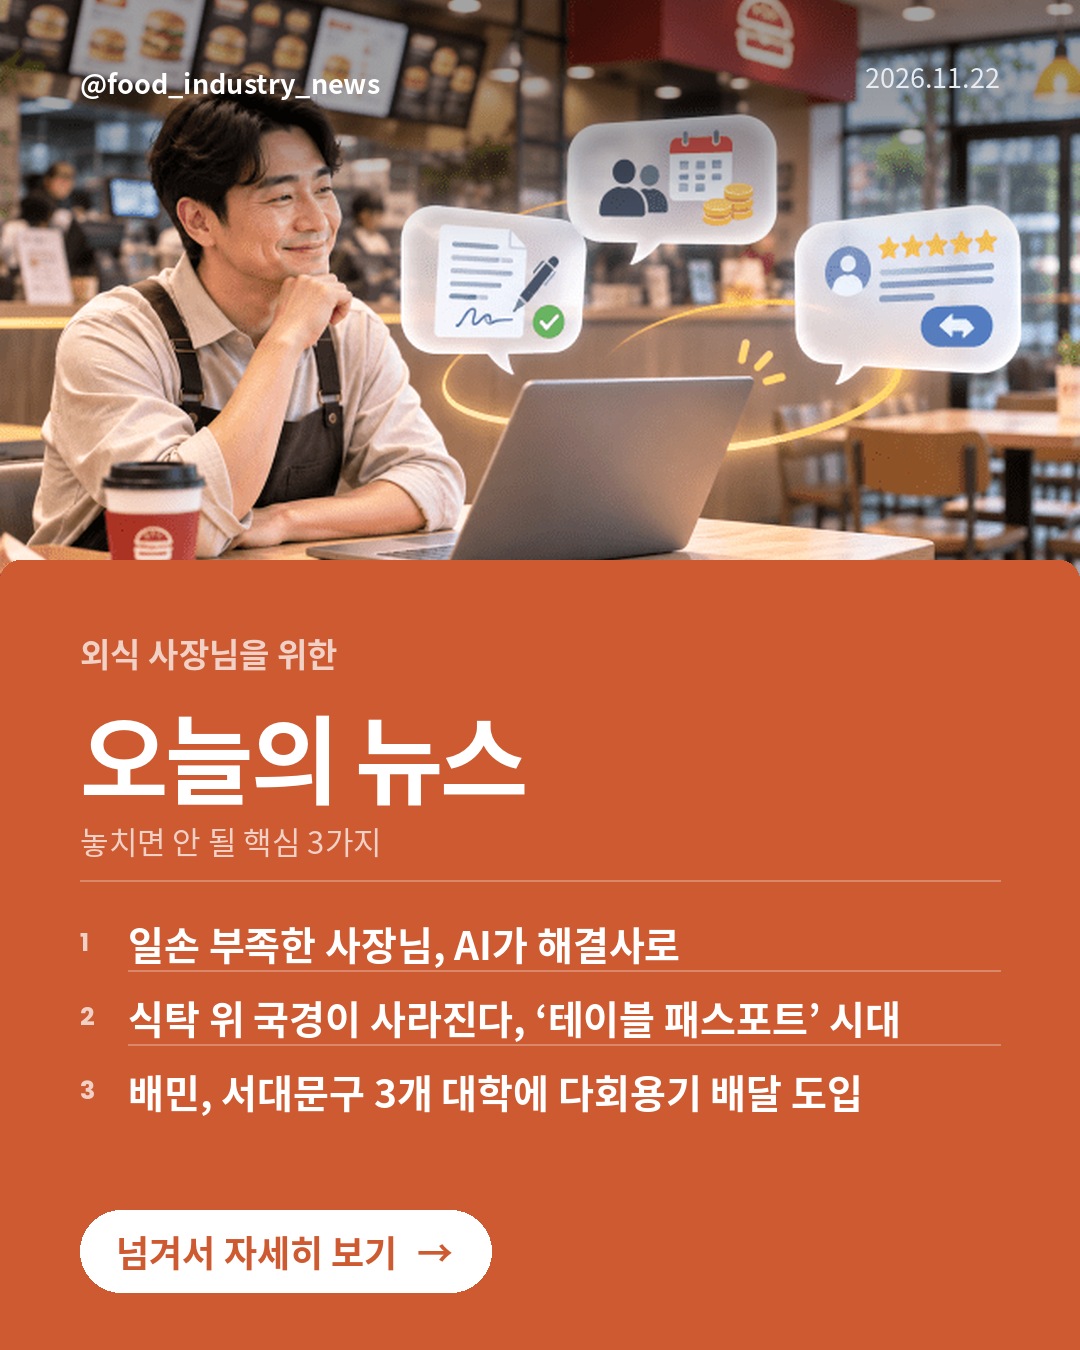 @food_industry_news
2026.11.22
외식 사장님을 위한
오늘의 뉴스
놓치면 안 될 핵심 3가지
1 일손 부족한 사장님, AI가 해결사로
2 식탁 위 국경이 사라진다, ‘테이블 패스포트’ 시대
3 배민, 서대문구 3개 대학에 다회용기 배달 도입
넘겨서 자세히 보기 →